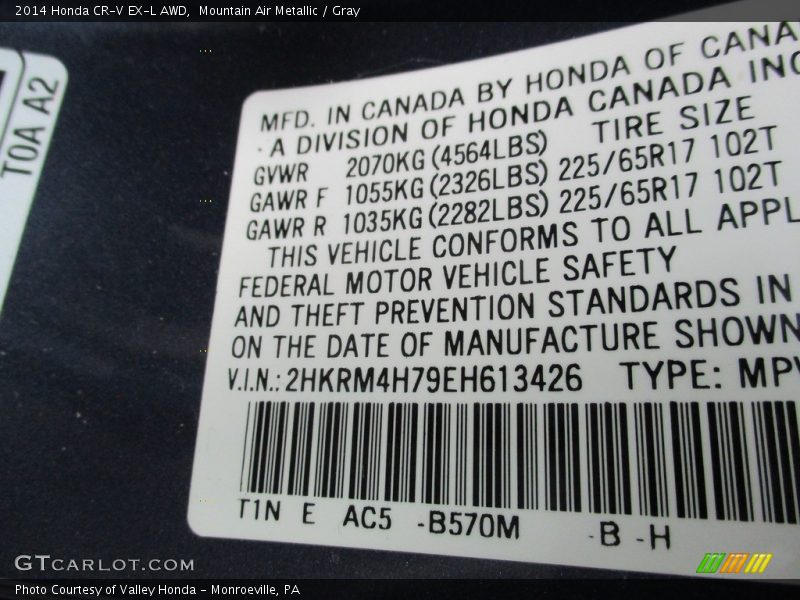 2014 Honda CR-V EX-L AWD,  Mountain Air Metallic / Gray
TOA A2
MFD. IN CANADA BY HONDA OF CANA
A DIVISION OF HONDA CANADA INC
GVWR 2070KG (4564LBS) TIRE SIZE
GAWR F 1055KG (2326LBS) 225/65R17 102T
GAWR R 1035KG (2282LBS) 225/65R17 102T
THIS VEHICLE CONFORMS TO ALL APPL
FEDERAL MOTOR VEHICLE SAFETY
AND THEFT PREVENTION STANDARDS IN
ON THE DATE OF MANUFACTURE SHOWN
V.I.N.: 2HKRM4H79EH613426 TYPE: MPV
T1N E AC5 -B570M -B -H
GTCARLOT.COM
Photo Courtesy of Valley Honda - Monroeville, PA